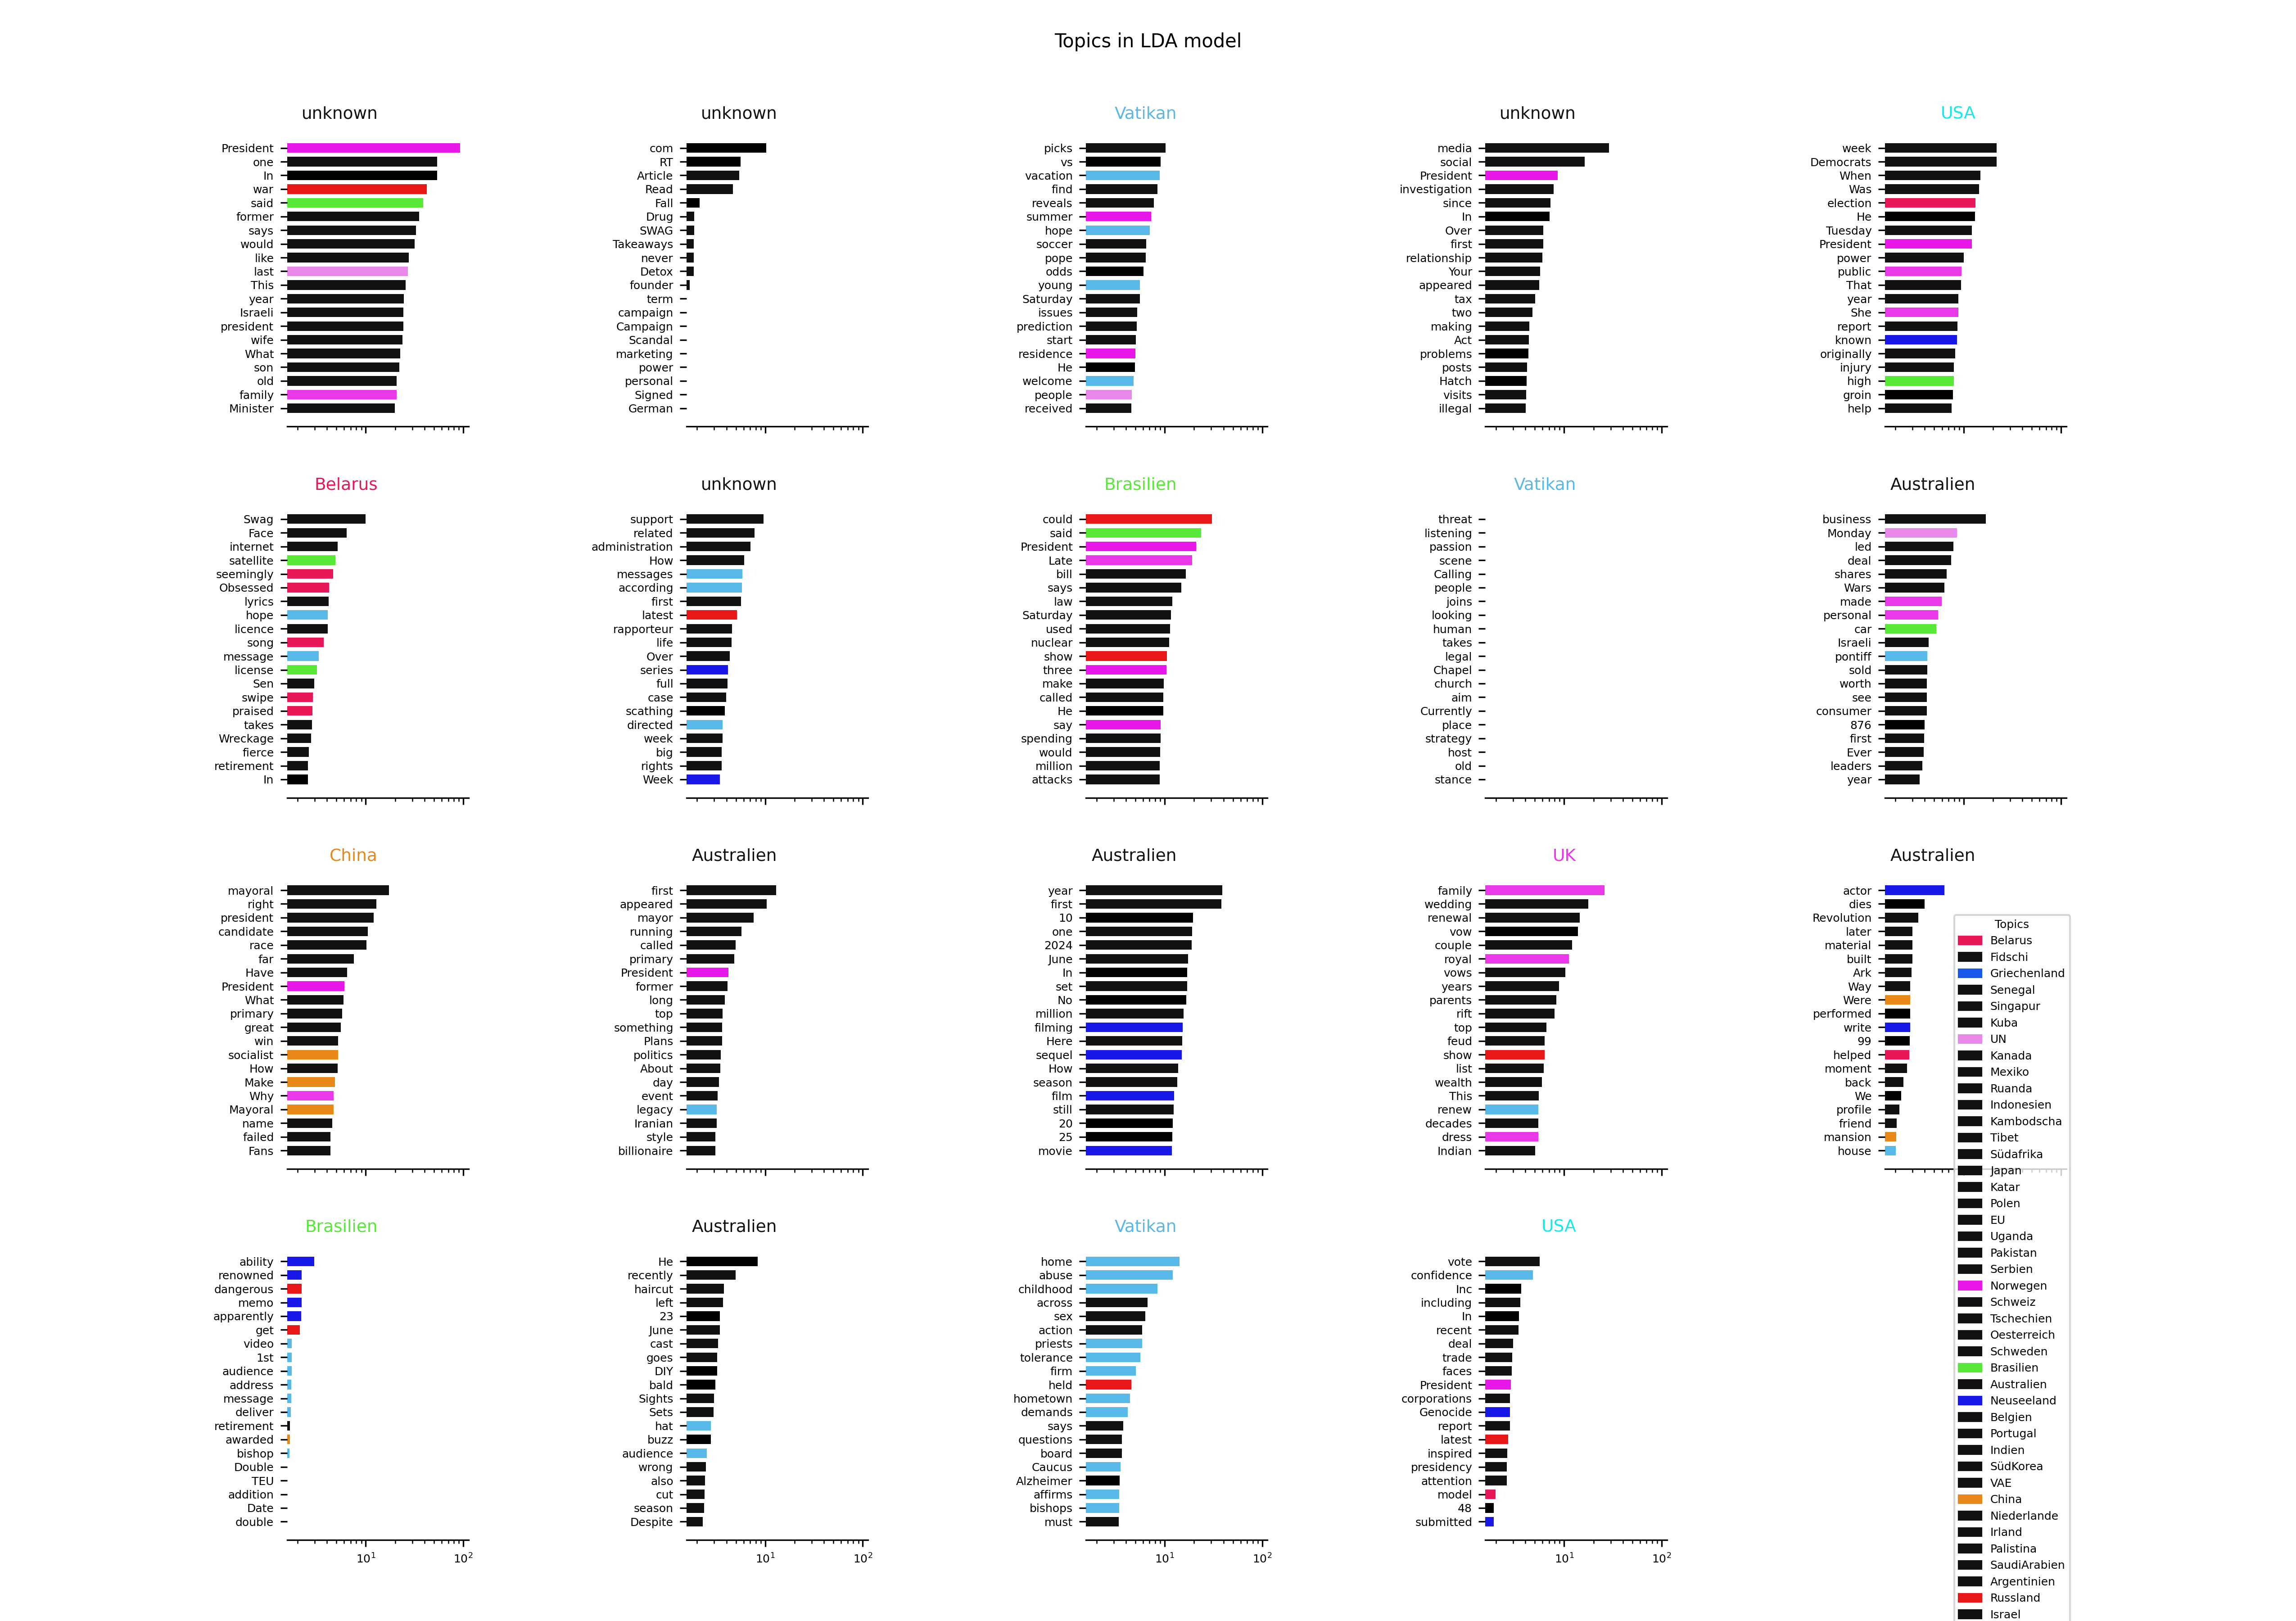 Topics in LDA model
unknown
President
one
In
war
said
former
says
would
like
last
This
year
Israeli
president
wife
What
son
old
family
Minister
unknown
com
RT
Article
Read
Fall
Drug
SWAG
Takeaways
never
Detox
founder
term
campaign
Campaign
Scandal
marketing
power
personal
Signed
German
Vatikan
picks
vs
vacation
find
reveals
summer
hope
soccer
pope
odds
young
Saturday
issues
prediction
start
residence
He
welcome
people
received
unknown
media
social
President
investigation
since
In
Over
first
relationship
Your
appeared
tax
two
making
Act
problems
posts
Hatch
visits
illegal
USA
week
Democrats
When
Was
election
He
Tuesday
President
power
public
That
year
She
report
known
originally
injury
high
groin
help
Belarus
Swag
Face
internet
satellite
seemingly
Obsessed
lyrics
hope
licence
song
message
license
Sen
swipe
praised
takes
Wreckage
fierce
retirement
In
unknown
support
related
administration
How
messages
according
first
latest
rapporteur
life
Over
series
full
case
scathing
directed
week
big
rights
Week
Brasilien
could
said
President
Late
bill
says
law
Saturday
used
nuclear
show
three
make
called
He
say
spending
would
million
attacks
Vatikan
threat
listening
passion
scene
Calling
people
joins
looking
human
takes
legal
Chapel
church
aim
Currently
place
strategy
host
old
stance
Australien
business
Monday
led
deal
shares
Wars
made
personal
car
Israeli
pontiff
sold
worth
see
consumer
876
first
Ever
leaders
year
China
mayoral
right
president
candidate
race
far
Have
President
What
primary
great
win
socialist
How
Make
Why
Mayoral
name
failed
Fans
Australien
first
appeared
mayor
running
called
primary
President
former
long
top
something
Plans
politics
About
day
event
legacy
Iranian
style
billionaire
Australien
year
first
10
one
2024
June
In
set
No
million
filming
Here
sequel
How
season
film
still
20
25
movie
UK
family
wedding
renewal
vow
couple
royal
vows
years
parents
rift
top
feud
show
list
wealth
This
renew
decades
dress
Indian
Australien
actor
dies
Revolution
later
material
built
Ark
Way
Were
performed
write
99
helped
moment
back
We
profile
friend
mansion
house
Brasilien
ability
renowned
dangerous
memo
apparently
get
video
1st
audience
address
message
deliver
retirement
awarded
bishop
Double
TEU
addition
Date
double
10¹ 10²
Australien
He
recently
haircut
left
23
June
cast
goes
DIY
bald
Sights
Sets
hat
buzz
audience
wrong
also
cut
season
Despite
10¹ 10²
Vatikan
home
abuse
childhood
across
sex
action
priests
tolerance
firm
held
hometown
demands
says
questions
board
Caucus
Alzheimer
affirms
bishops
must
10¹ 10²
USA
vote
confidence
Inc
including
In
recent
deal
trade
faces
President
corporations
Genocide
report
latest
inspired
presidency
attention
model
48
submitted
10¹ 10²
Topics
Belarus
Fidschi
Griechenland
Senegal
Singapur
Kuba
UN
Kanada
Mexiko
Ruanda
Indonesien
Kambodscha
Tibet
Südafrika
Japan
Katar
Polen
EU
Uganda
Pakistan
Serbien
Norwegen
Schweiz
Tschechien
Oesterreich
Schweden
Brasilien
Australien
Neuseeland
Belgien
Portugal
Indien
SüdKorea
VAE
China
Niederlande
Irland
Palistina
SaudiArabien
Argentinien
Russland
Israel